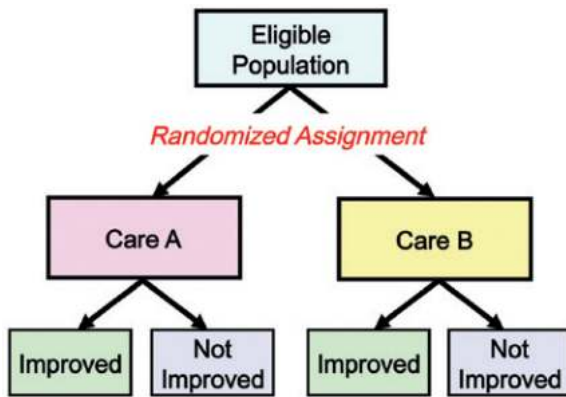 Eligible
Population
Randomized Assignment
Care A
Care B
Improved
Not
Improved
Improved
Not
Improved